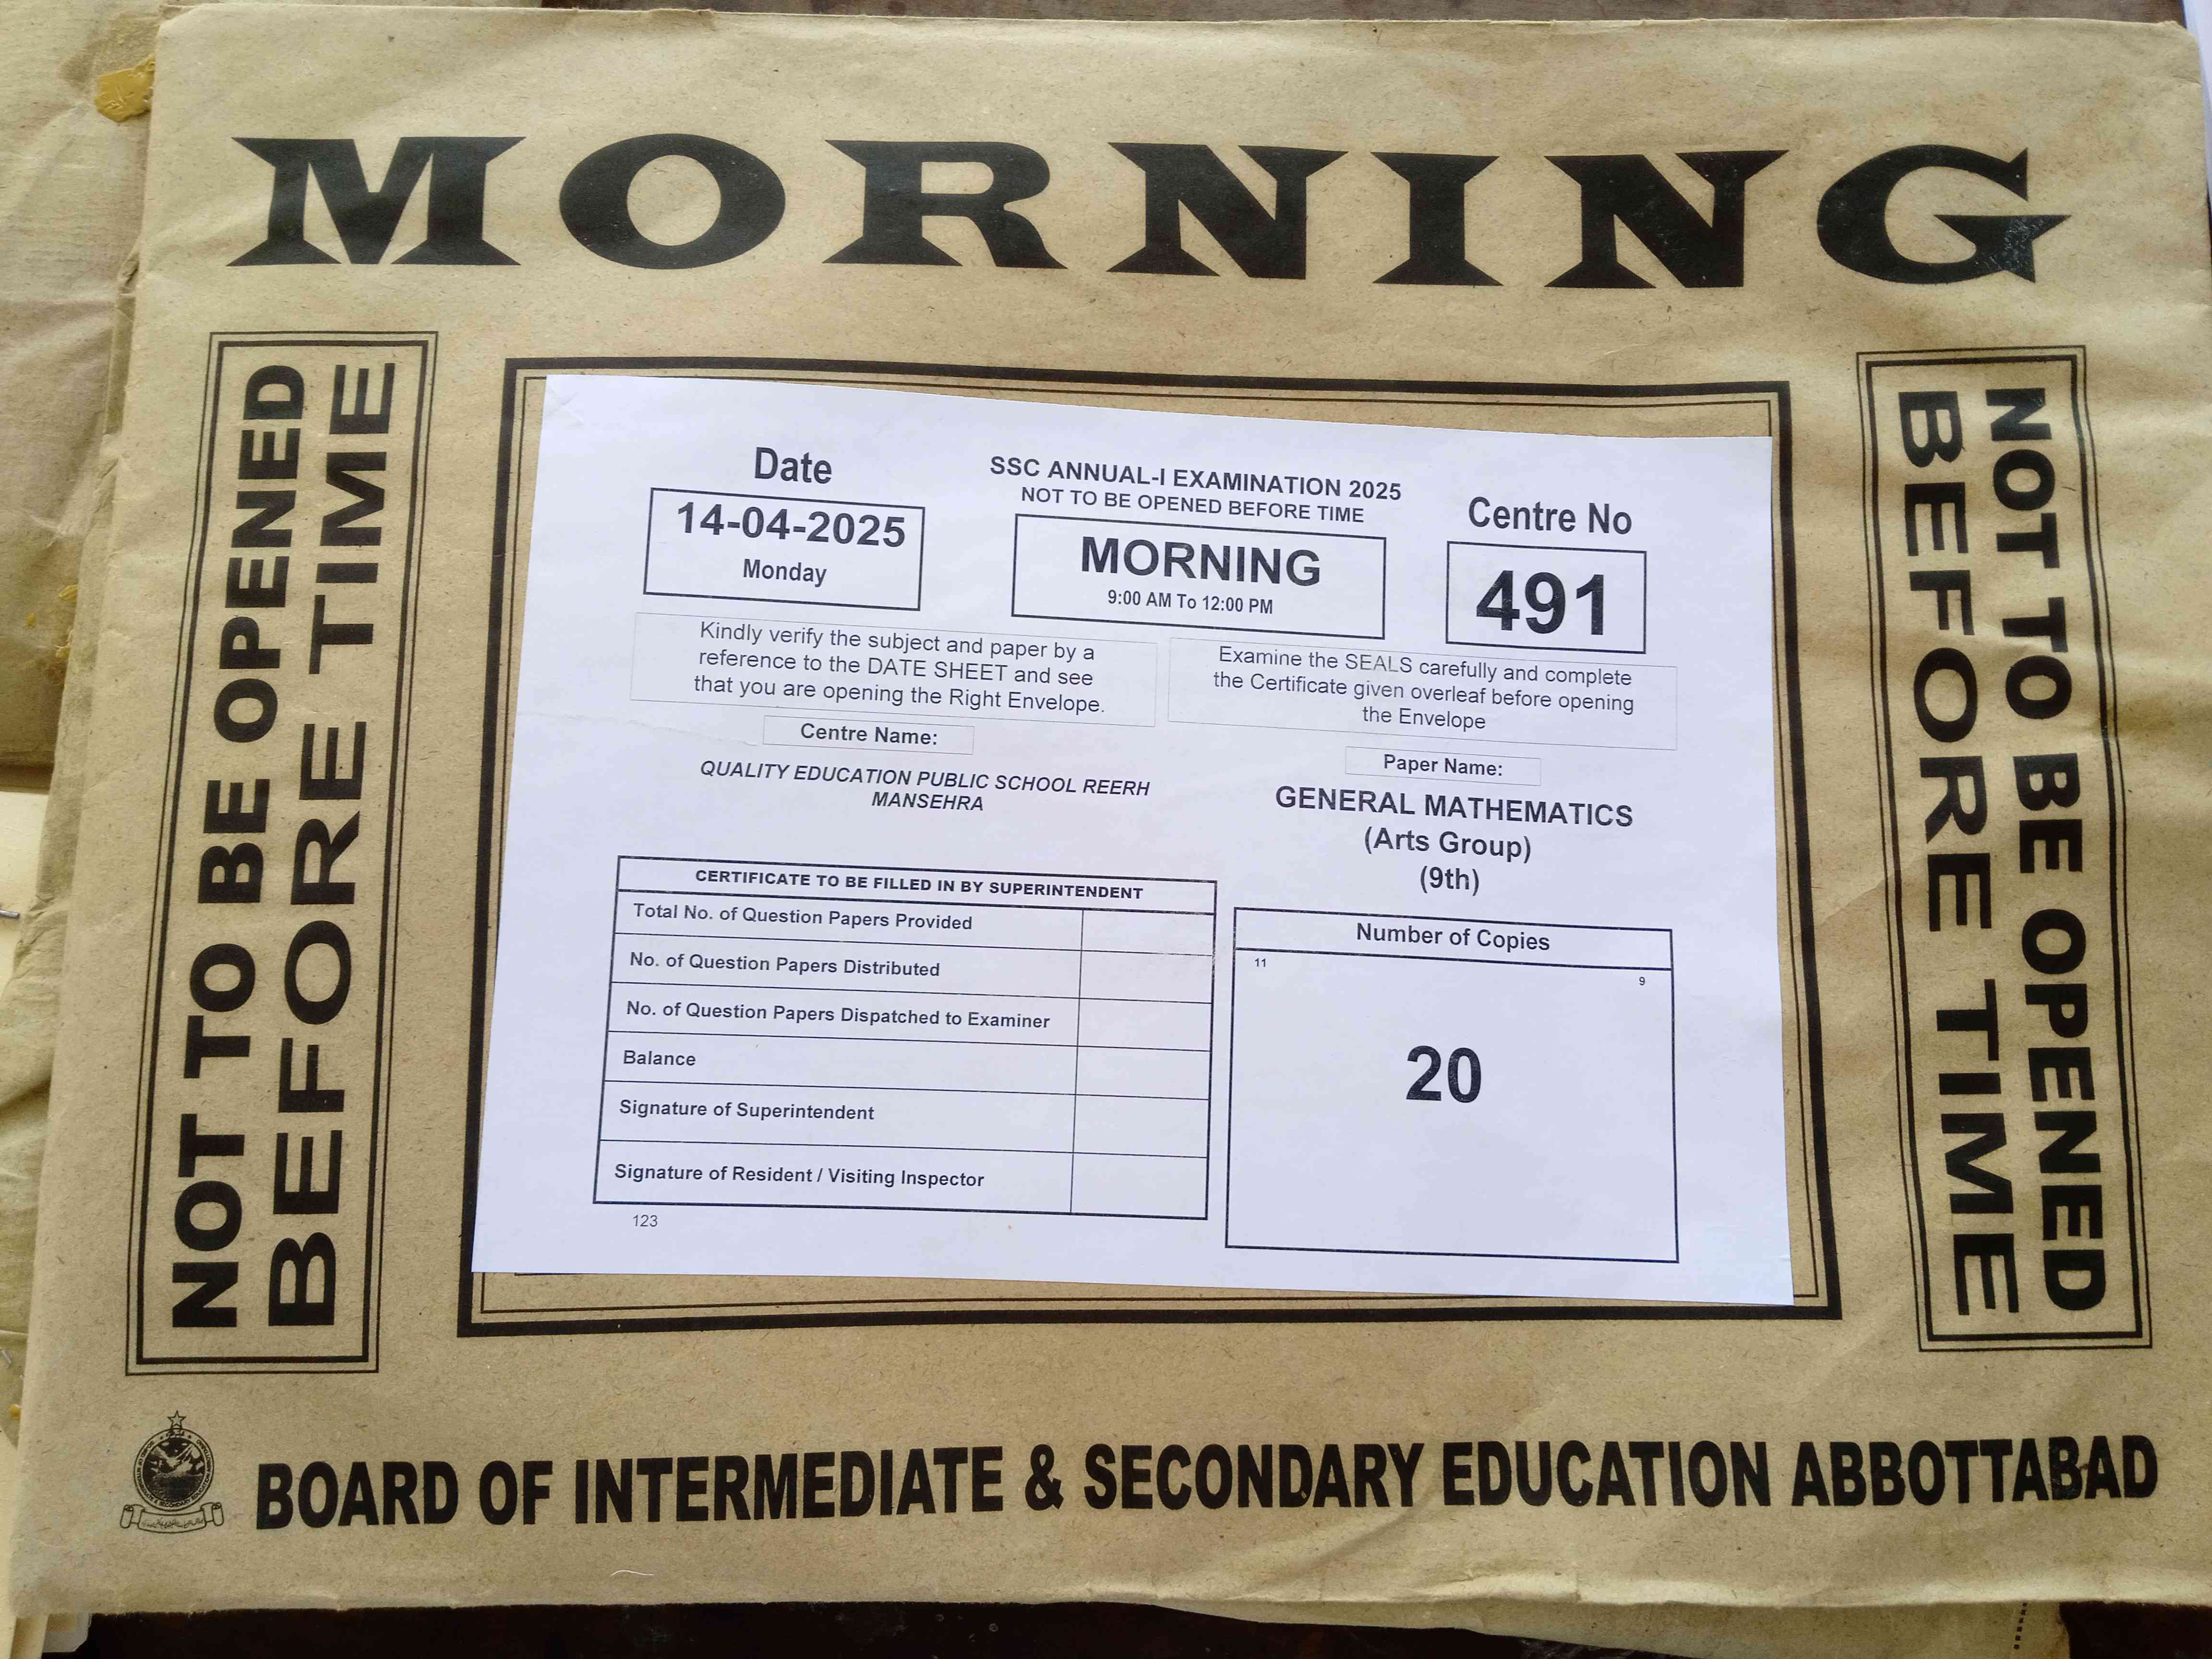 MORNING
NOT TO BE OPENED
BEFORE TIME
Date
14-04-2025
Monday
SSC ANNUAL-I EXAMINATION 2025
NOT TO BE OPENED BEFORE TIME
MORNING
9:00 AM To 12:00 PM
Centre No
491
Kindly verify the subject and paper by a
reference to the DATE SHEET and see
that you are opening the Right Envelope.
Examine the SEALS carefully and complete
the Certificate given overleaf before opening
the Envelope
Centre Name:
QUALITY EDUCATION PUBLIC SCHOOL REERH
MANSEHRA
Paper Name:
GENERAL MATHEMATICS
(Arts Group)
(9th)
CERTIFICATE TO BE FILLED IN BY SUPERINTENDENT
Total No. of Question Papers Provided
No. of Question Papers Distributed
No. of Question Papers Dispatched to Examiner
Balance
Signature of Superintendent
Signature of Resident / Visiting Inspector
123
Number of Copies
11
9
20
NOT TO BE OPENED
BEFORE TIME
BOARD OF INTERMEDIATE & SECONDARY EDUCATION ABBOTTABAD